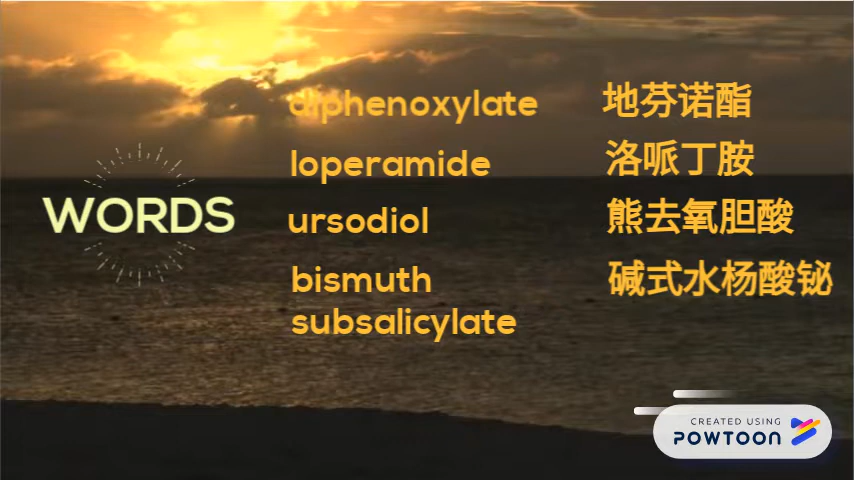 diphenoxylate 地芬诺酯
loperamide 洛哌丁胺
WORDS
ursodiol 熊去氧胆酸
bismuth 碱式水杨酸铋
subsalicylate
CREATED USING
POWTOON